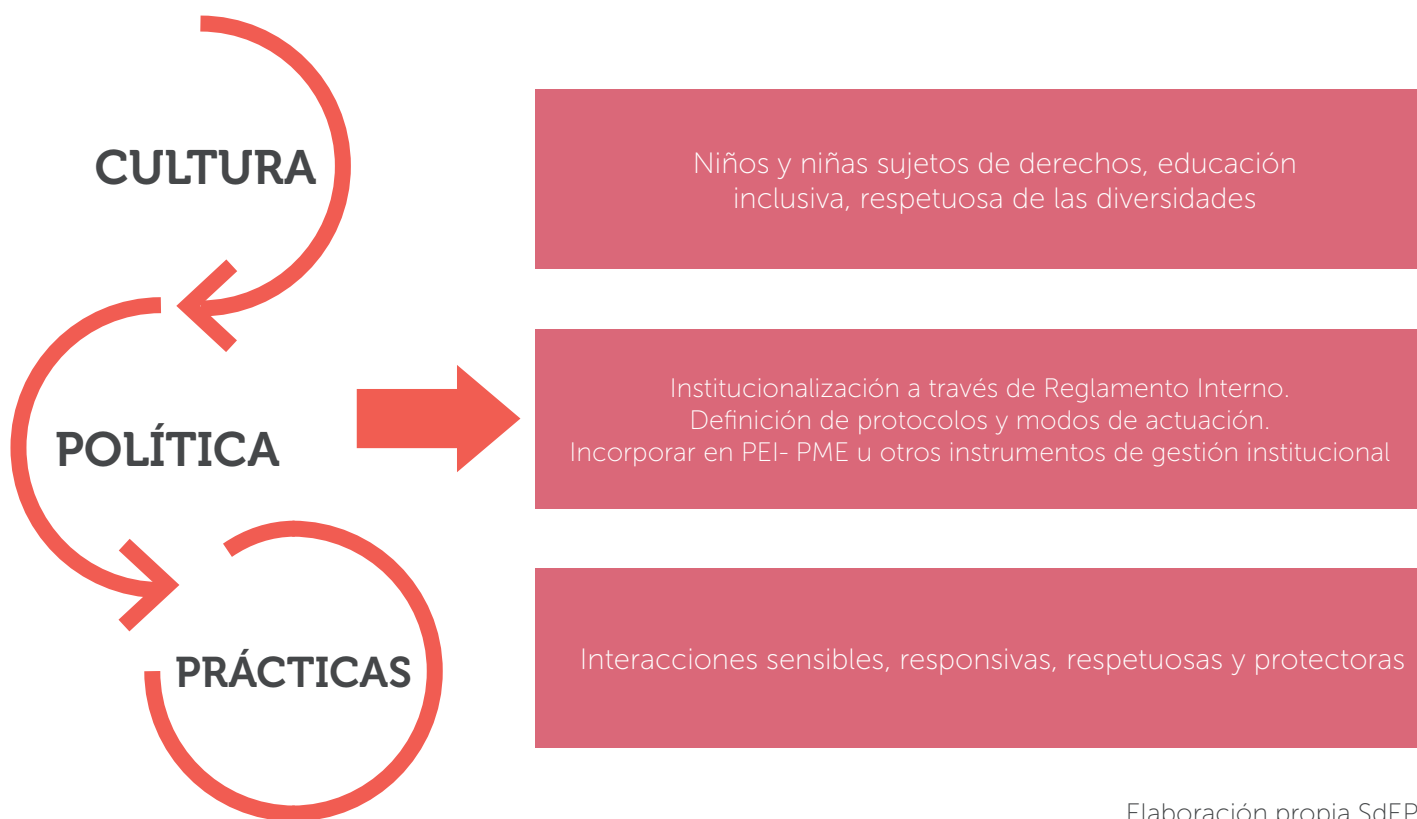 CULTURA
Niños y niñas sujetos de derechos, educación
inclusiva, respetuosa de las diversidades
POLÍTICA
Institucionalización a través de Reglamento Interno.
Definición de protocolos y modos de actuación.
Incorporar en PEI- PME u otros instrumentos de gestión institucional
PRÁCTICAS
Interacciones sensibles, responsivas, respetuosas y protectoras
Elaboración propia SdEP